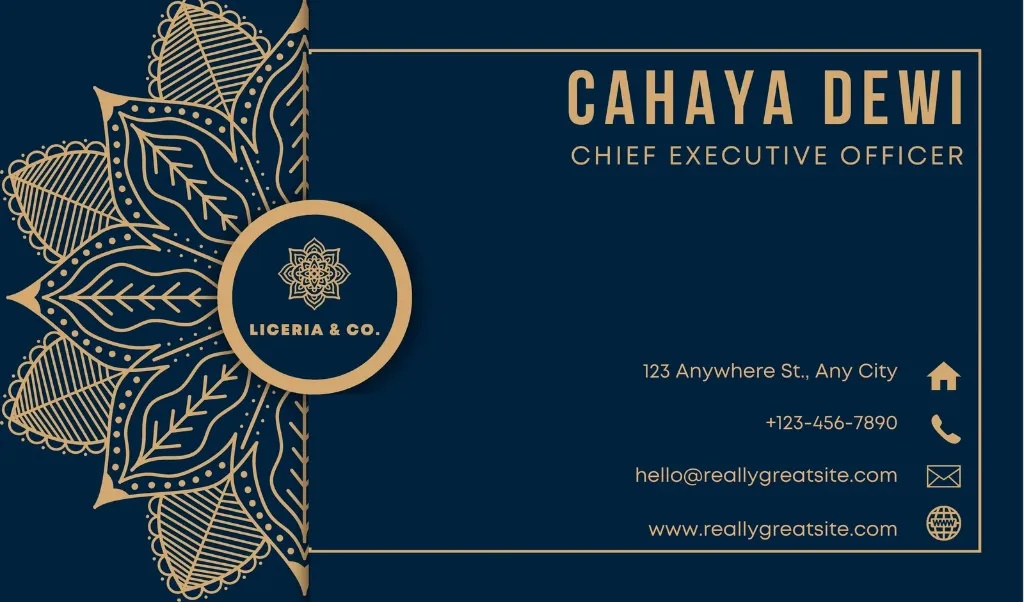 CAHAYA DEWI
CHIEF EXECUTIVE OFFICER
LICERIA & CO.
123 Anywhere St., Any City
+123-456-7890
hello@reallygreatsite.com
www.reallygreatsite.com
WWW